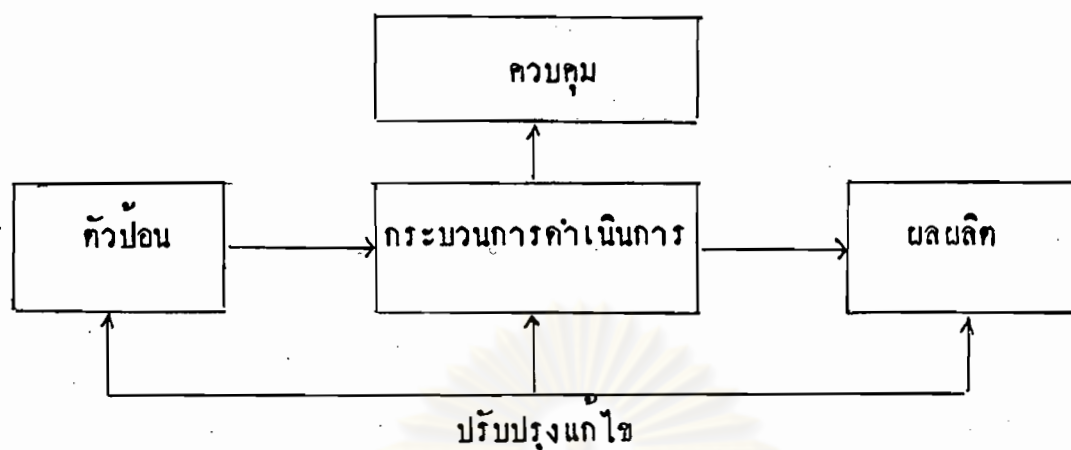 ควบคุม
ตัวป้อน
กระบวนการดำเนินการ
ผลผลิต
ปรับปรุงแก้ไข